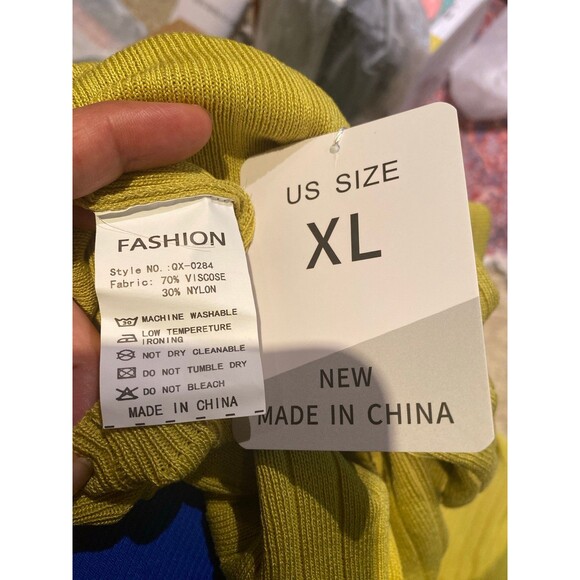 FASHION
Style NO.:QX-0284
Fabric: 70% VISCOSE
30% NYLON
30 MACHINE WASHABLE
LOW TEMPERETURE
IRONING
NOT DRY CLEANABLE
DO NOT TUMBLE DRY
DO NOT BLEACH
MADE IN CHINA
US SIZE
XL
NEW
MADE IN CHINA